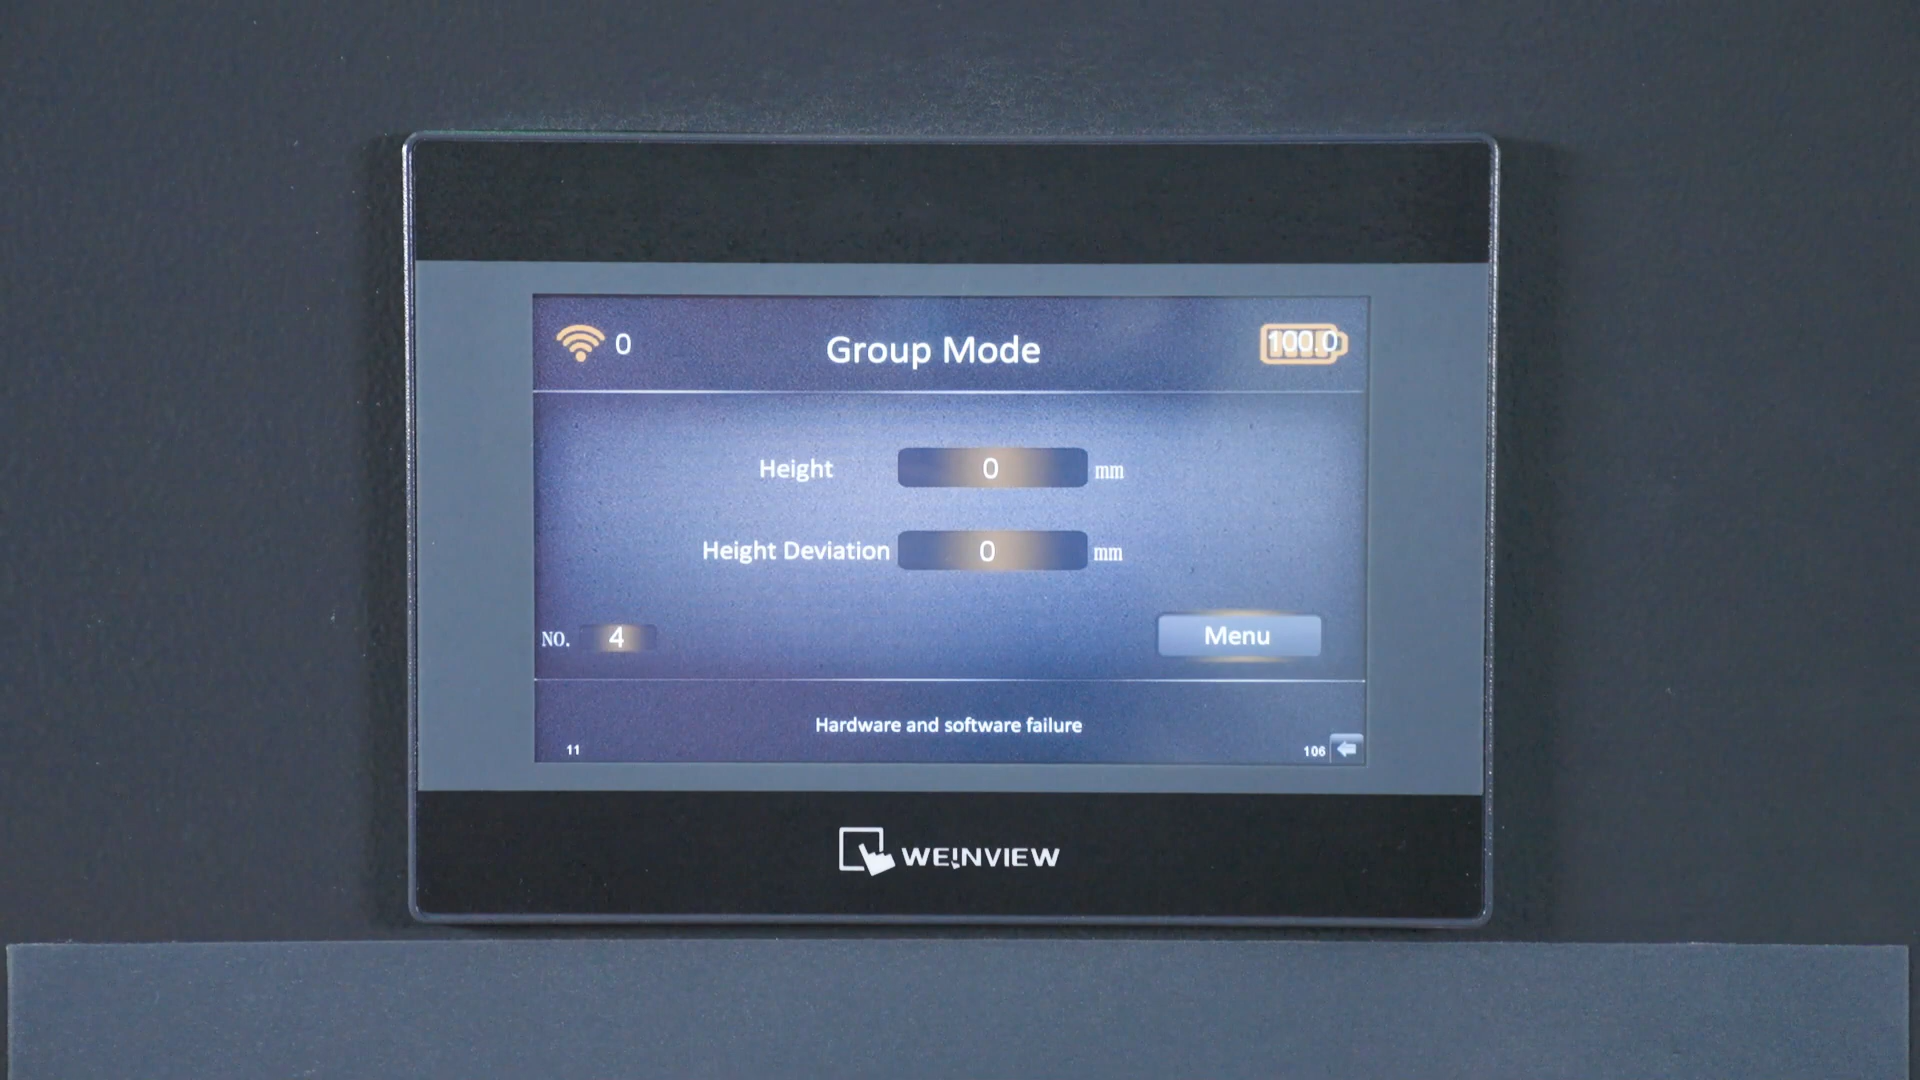 0 Group Mode 100.0
Height 0 mm
Height Deviation 0 mm
NO. 4 Menu
Hardware and software failure
11 106
WEINVIEW